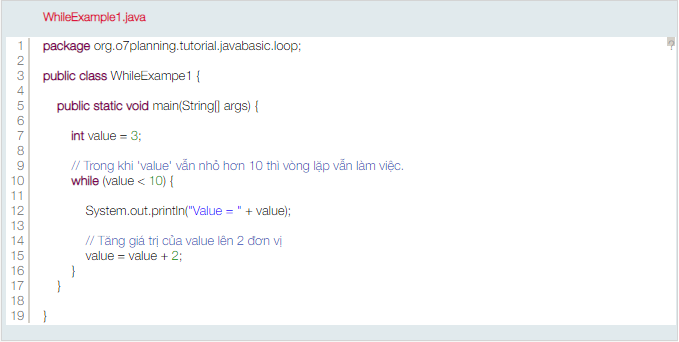 WhileExample1.java
1 package org.o7planning.tutorial.javabasic.loop;
2
3 public class WhileExampe1 {
4
5 public static void main(String[] args) {
6
7 int value = 3;
8
9 // Trong khi 'value' vẫn nhỏ hơn 10 thì vòng lặp vẫn làm việc.
10 while (value < 10) {
11
12 System.out.println("Value = " + value);
13
14 // Tăng giá trị của value lên 2 đơn vị
15 value = value + 2;
16 }
17 }
18
19 }
?